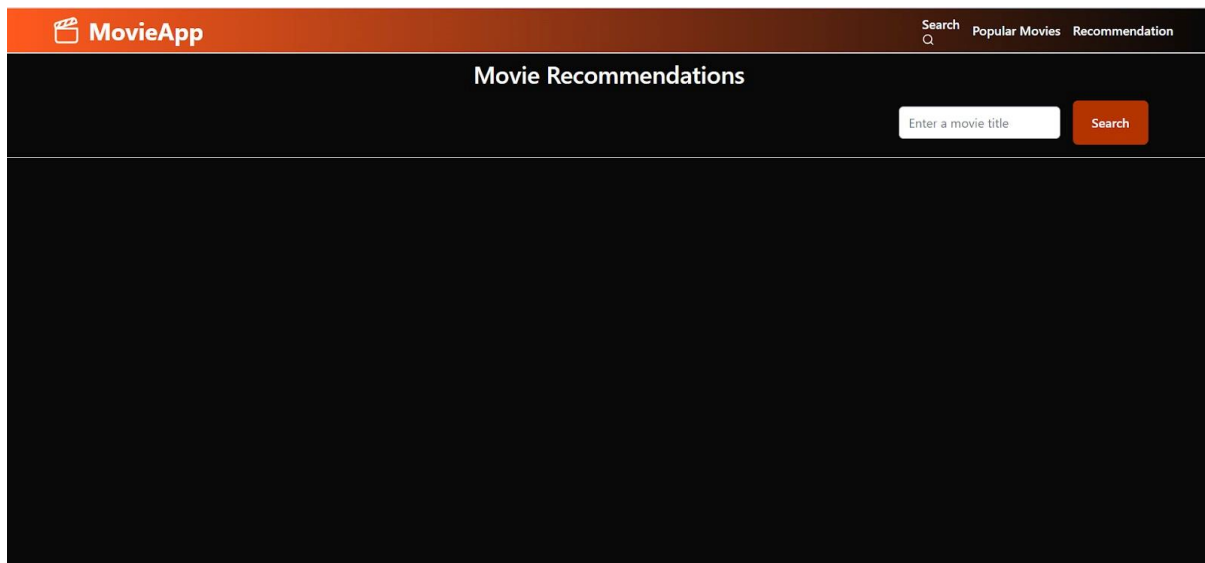 MovieApp
Search
Popular Movies
Recommendation
Movie Recommendations
Enter a movie title
Search